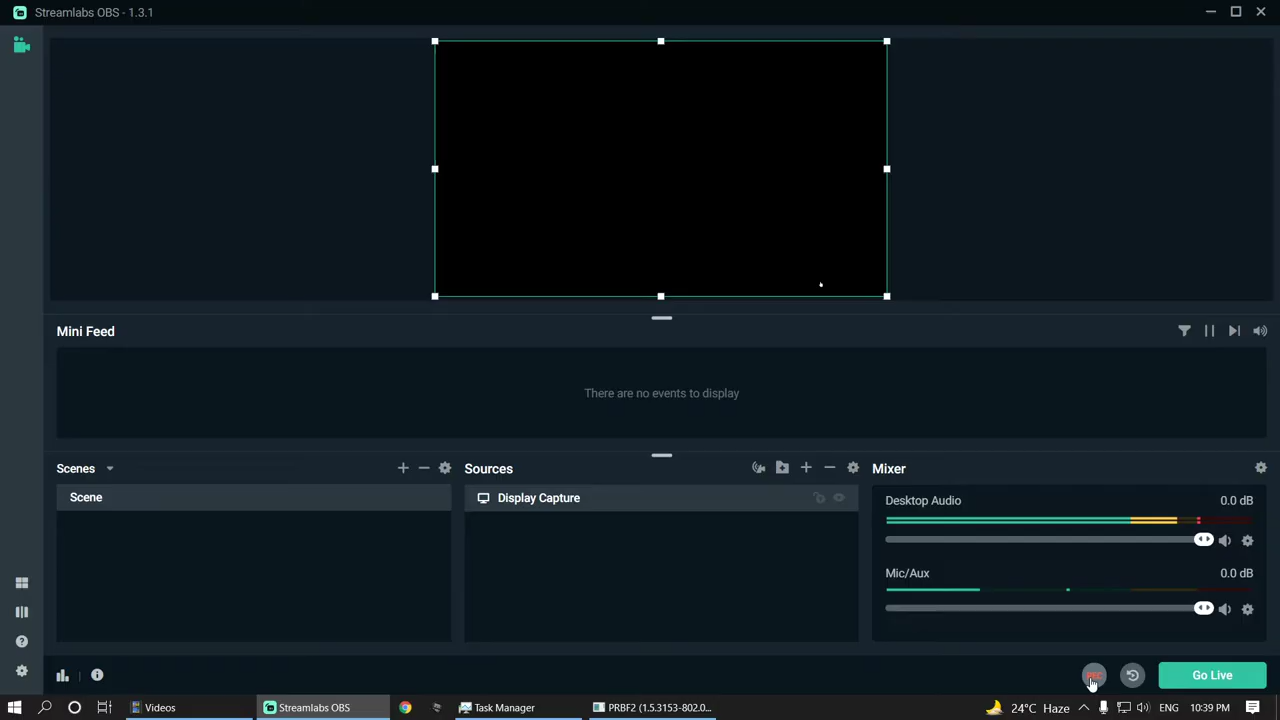 Streamlabs OBS - 1.3.1
Mini Feed
There are no events to display
Scenes
Sources
Mixer
Scene
Display Capture
Desktop Audio
0.0 dB
Mic/Aux
0.0 dB
Go Live
Videos
Streamlabs OBS
Task Manager
PRBF2 (1.5.3153-802.0...
24°C Haze
ENG
10:39 PM